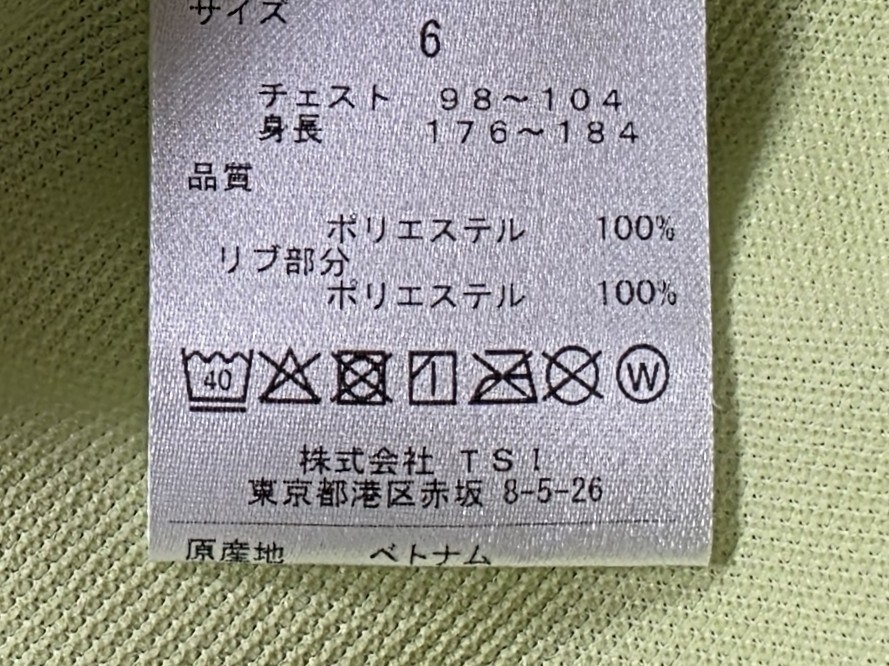 サイズ
6
チェスト 98～104
身長 176～184
品質
ポリエステル 100%
リブ部分
ポリエステル 100%
40 W
株式会社 TSI
東京都港区赤坂 8-5-26
原産地 ベトナム